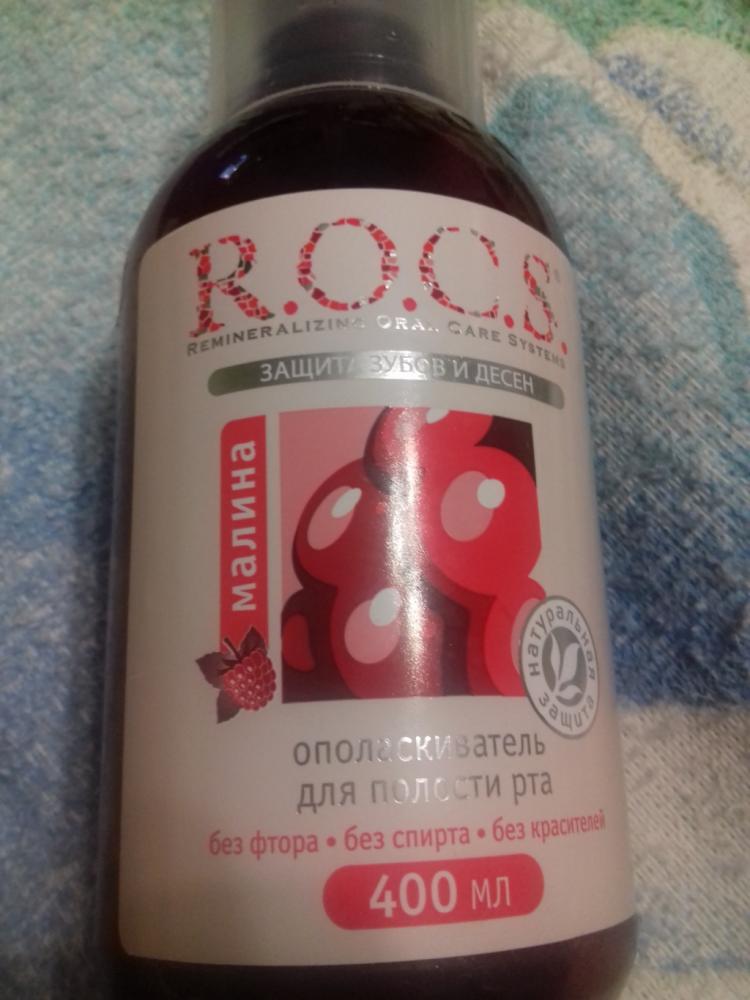 R.O.C.S.®
REMINERALIZING ORAL CARE SYSTEMS
ЗАЩИТА ЗУБОВ И ДЕСЕН
малина
натуральная защита
ополаскиватель
для полости рта
без фтора • без спирта • без красителей
400 мл